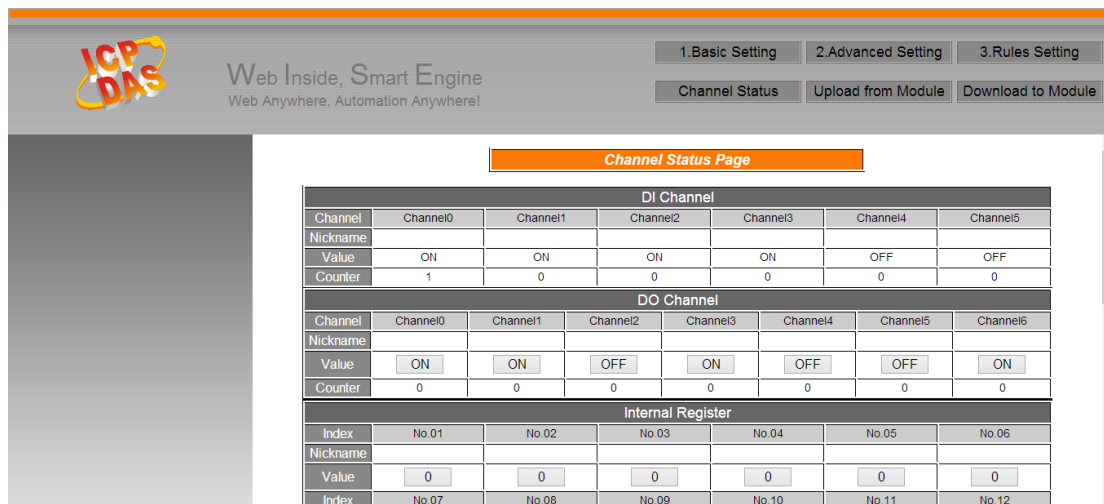 ICP
DAS
Web Inside, Smart Engine
Web Anywhere, Automation Anywhere!
1.Basic Setting 2.Advanced Setting 3.Rules Setting
Channel Status Upload from Module Download to Module
Channel Status Page
DI Channel
Channel Channel0 Channel1 Channel2 Channel3 Channel4 Channel5
Nickname
Value ON ON ON ON OFF OFF
Counter 1 0 0 0 0 0
DO Channel
Channel Channel0 Channel1 Channel2 Channel3 Channel4 Channel5 Channel6
Nickname
Value ON ON OFF ON OFF OFF ON
Counter 0 0 0 0 0 0 0
Internal Register
Index No.01 No.02 No.03 No.04 No.05 No.06
Nickname
Value 0 0 0 0 0 0
Index No.07 No.08 No.09 No.10 No.11 No.12